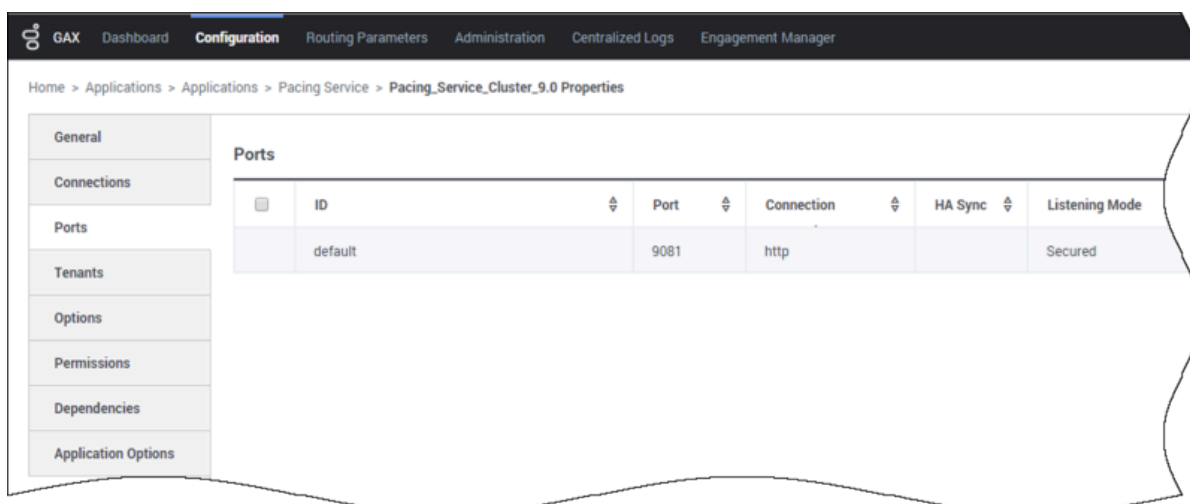 GAX Dashboard Configuration Routing Parameters Administration Centralized Logs Engagement Manager
Home > Applications > Applications > Pacing Service > Pacing_Service_Cluster_9.0 Properties
General
Connections
Ports
Tenants
Options
Permissions
Dependencies
Application Options
Ports
ID Port Connection HA Sync Listening Mode
default 9081 http Secured